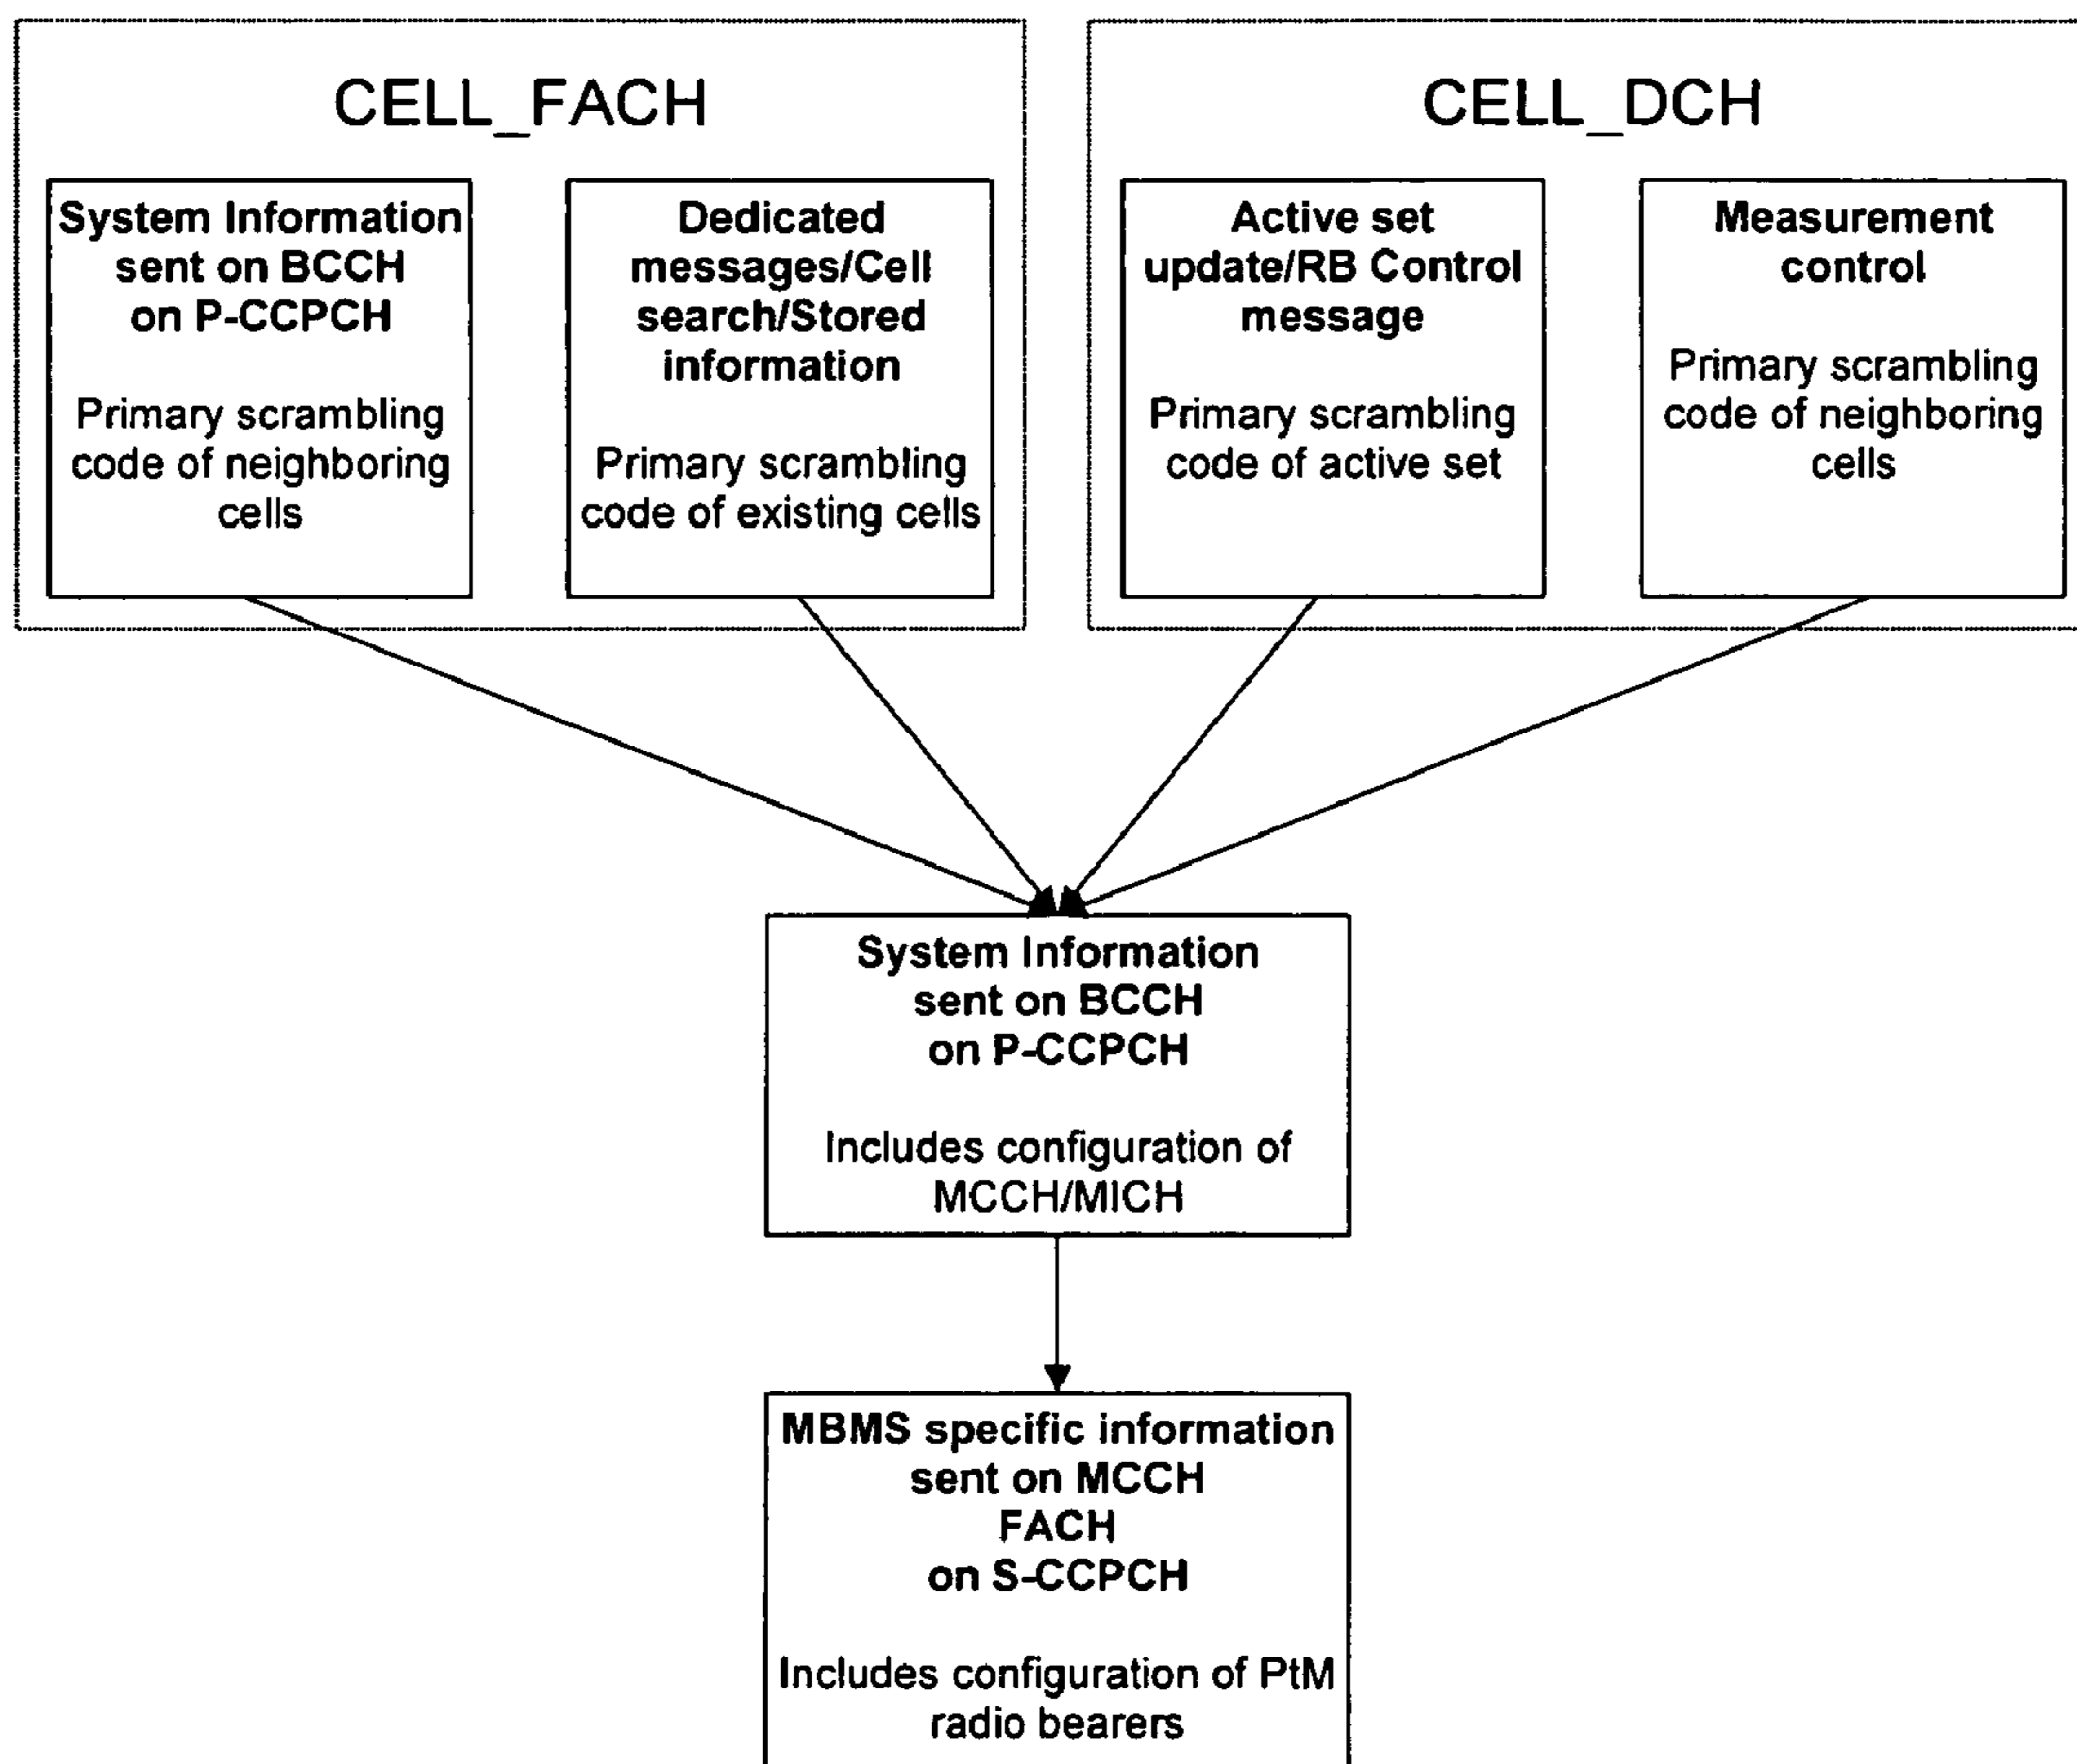 CELL_FACH
System Information
sent on BCCH
on P-CCPCH
Primary scrambling
code of neighboring
cells
Dedicated
messages/Cell
search/Stored
information
Primary scrambling
code of existing cells
CELL_DCH
Active set
update/RB Control
message
Primary scrambling
code of active set
Measurement
control
Primary scrambling
code of neighboring
cells
System Information
sent on BCCH
on P-CCPCH
Includes configuration of
MCCH/MICH
MBMS specific information
sent on MCCH
FACH
on S-CCPCH
Includes configuration of PtM
radio bearers